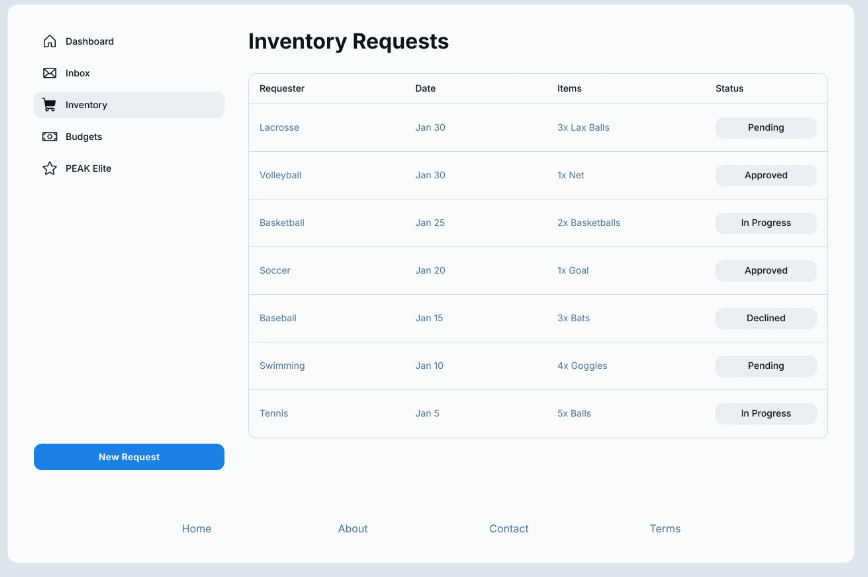 Dashboard
Inbox
Inventory
Budgets
PEAK Elite
New Request
Inventory Requests
Requester Date Items Status
Lacrosse Jan 30 3x Lax Balls Pending
Volleyball Jan 30 1x Net Approved
Basketball Jan 25 2x Basketballs In Progress
Soccer Jan 20 1x Goal Approved
Baseball Jan 15 3x Bats Declined
Swimming Jan 10 4x Goggles Pending
Tennis Jan 5 5x Balls In Progress
Home About Contact Terms